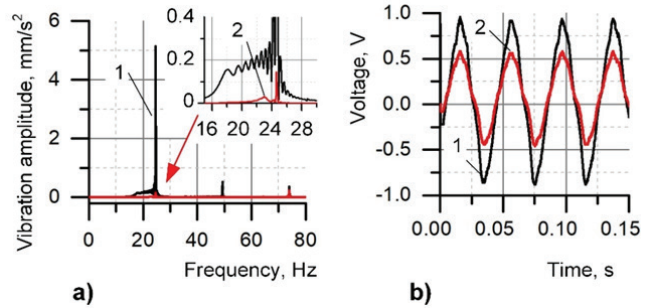 Vibration amplitude, mm/s²
6
4
2
0
0 20 40 60 80
Frequency, Hz
a)
1
0.4
0.2
0
16 20 24 28
2
Voltage, V
1.0
0.5
0.0
-0.5
-1.0
0.00 0.05 0.10 0.15
Time, s
b)
2
1